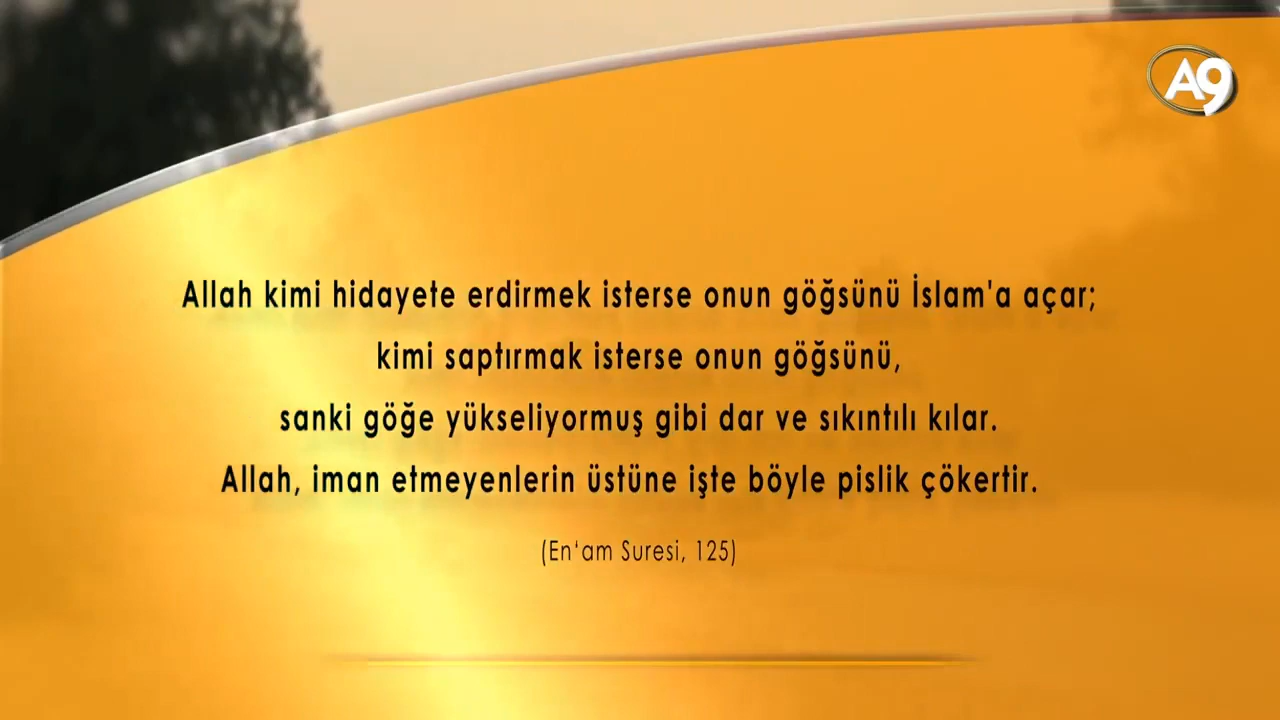 A9
Allah kimi hidayete erdirmek isterse onun göğsünü İslam'a açar;
kimi saptırmak isterse onun göğsünü,
sanki göğe yükseliyormuş gibi dar ve sıkıntılı kılar.
Allah, iman etmeyenlerin üstüne işte böyle pislik çökertir.
(En‘am Suresi, 125)